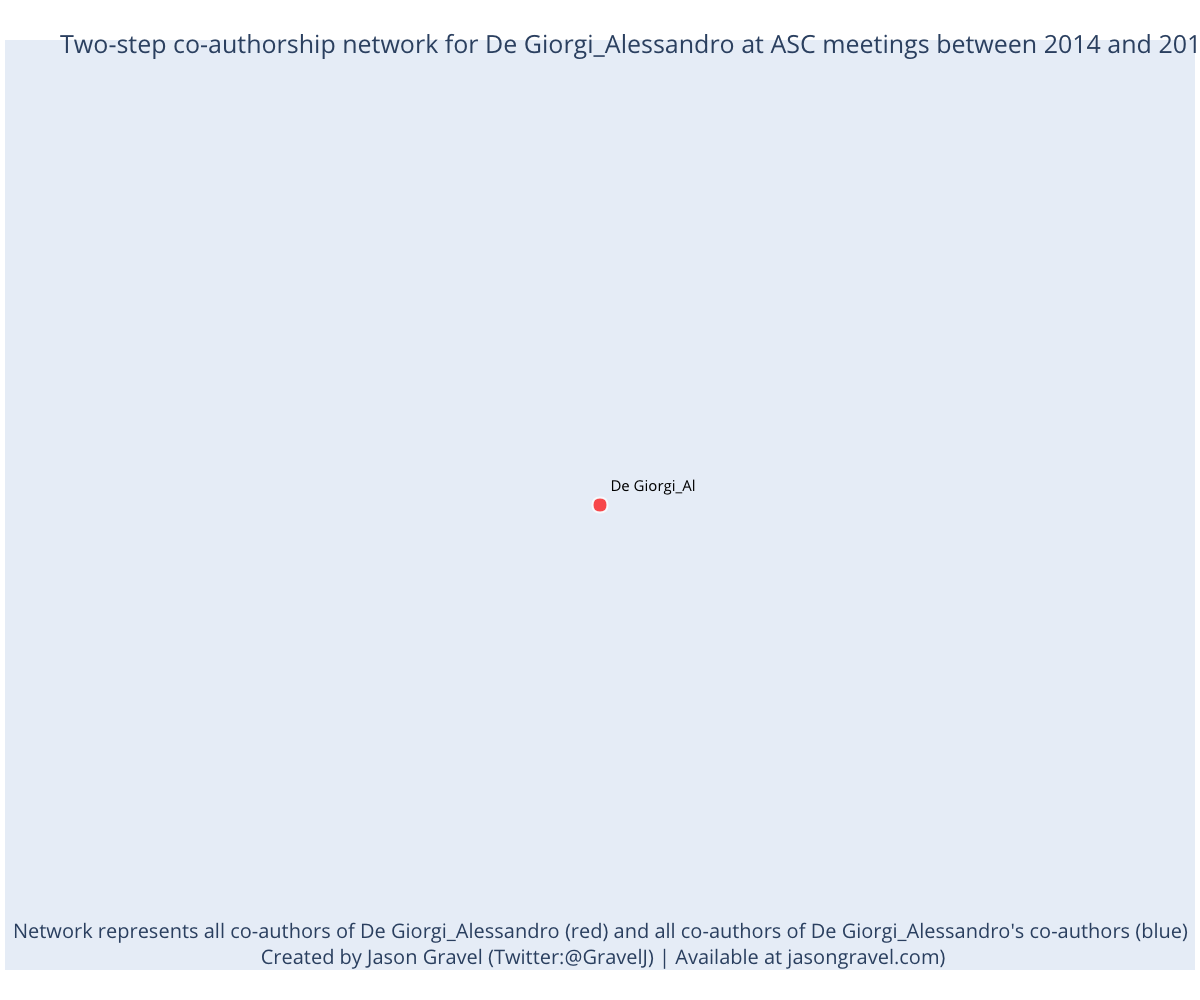 Two-step co-authorship network for De Giorgi_Alessandro at ASC meetings between 2014 and 201
De Giorgi_Al
Network represents all co-authors of De Giorgi_Alessandro (red) and all co-authors of De Giorgi_Alessandro's co-authors (blue)
Created by Jason Gravel (Twitter:@GravelJ) | Available at jasongravel.com)